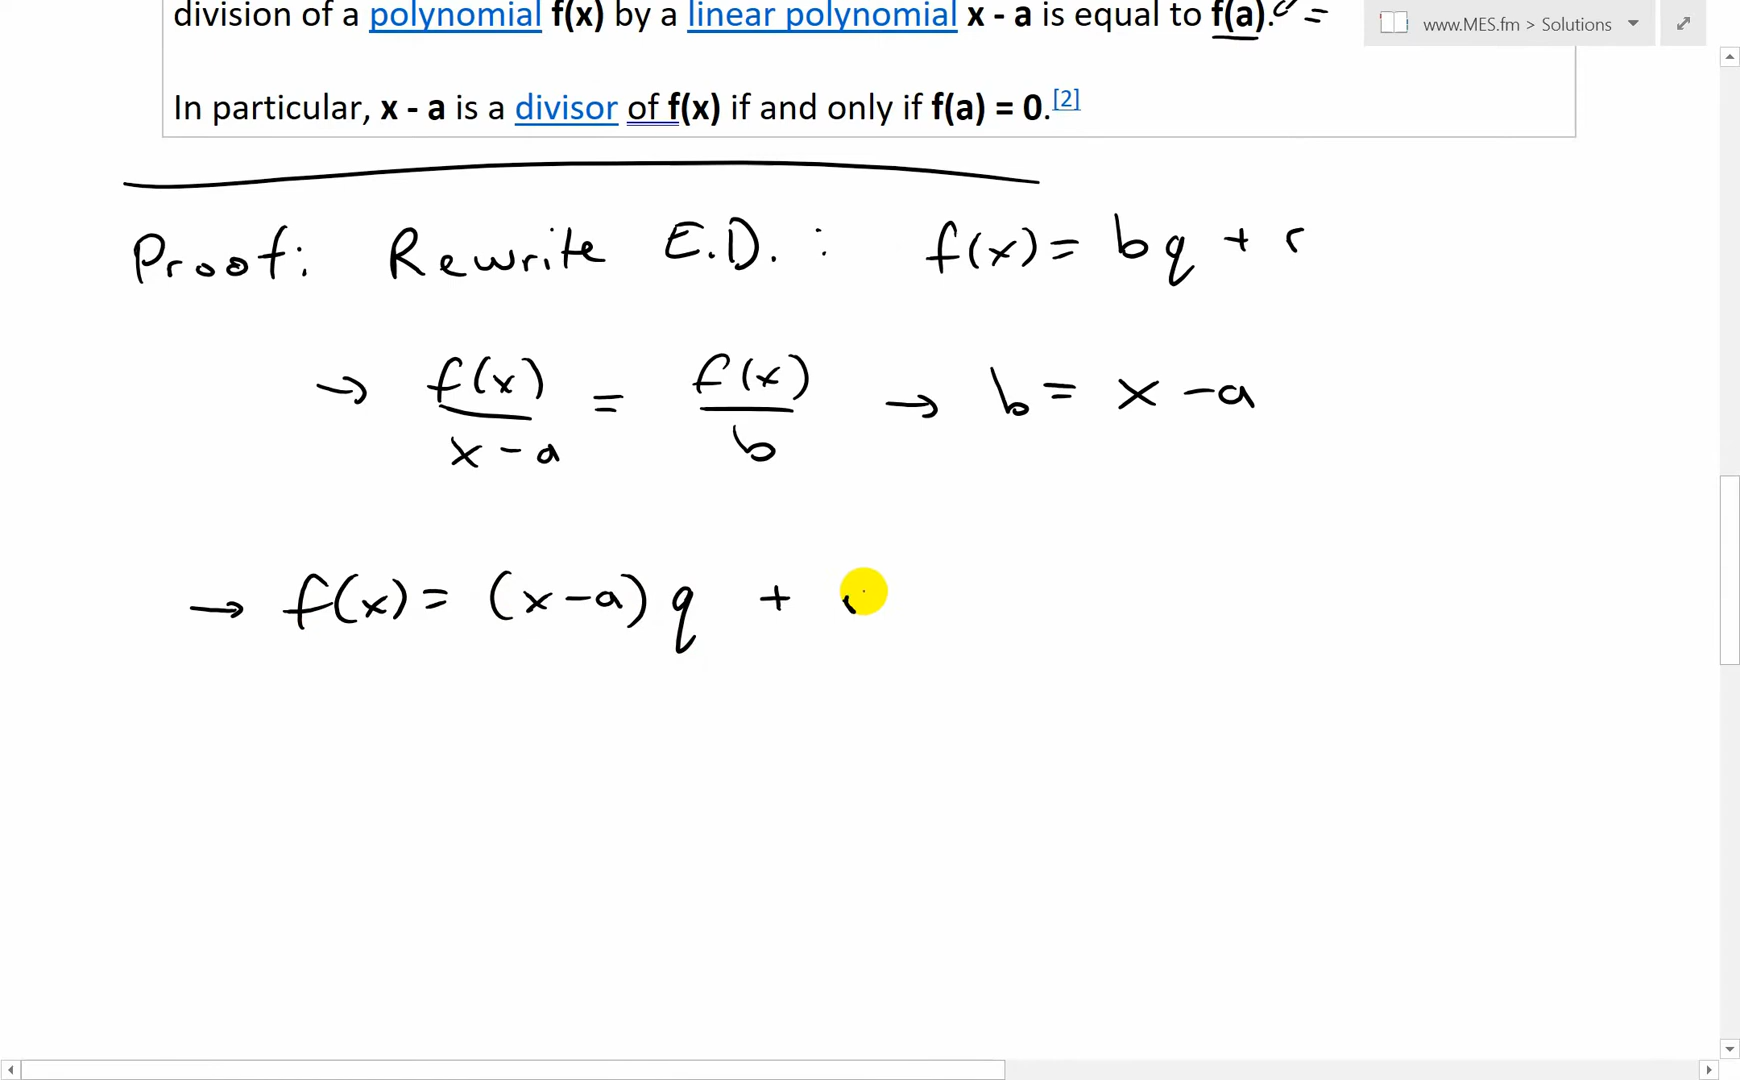 division of a polynomial f(x) by a linear polynomial x - a is equal to f(a). =
www.MES.fm > Solutions
In particular, x - a is a divisor of f(x) if and only if f(a) = 0.[2]
Proof: Rewrite E.D. : f(x) = bq + r
→ f(x)/x-a = f(x)/b → b = x - a
→ f(x) = (x-a) q +